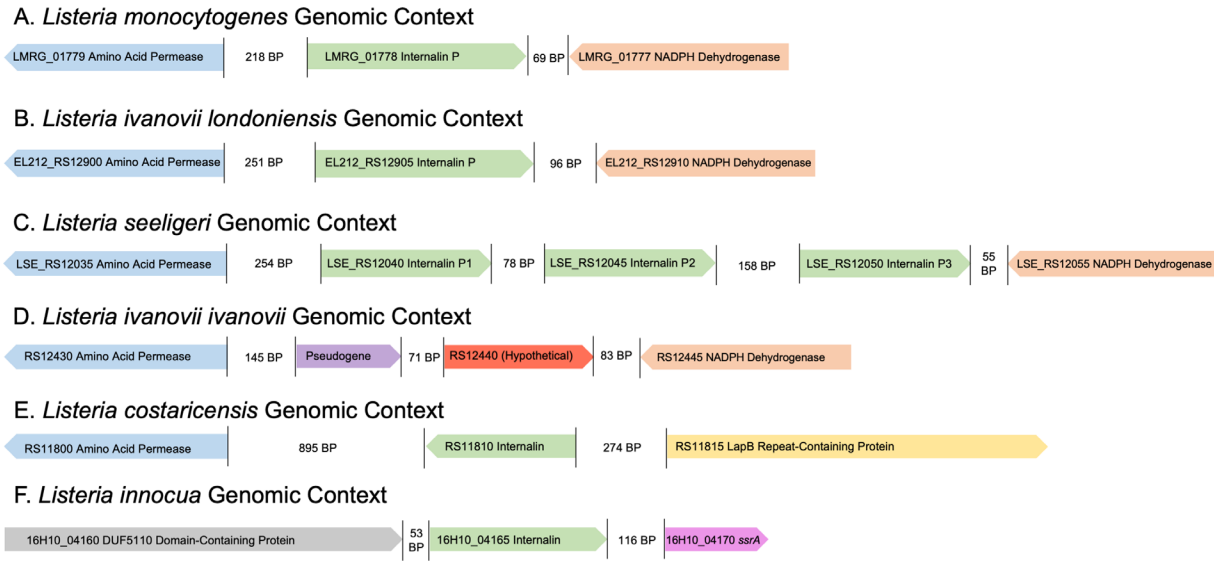 A. Listeria monocytogenes Genomic Context
LMRG_01779 Amino Acid Permease 218 BP LMRG_01778 Internalin P 69 BP LMRG_01777 NADPH Dehydrogenase
B. Listeria ivanovii londoniensis Genomic Context
EL212_RS12900 Amino Acid Permease 251 BP EL212_RS12905 Internalin P 96 BP EL212_RS12910 NADPH Dehydrogenase
C. Listeria seeligeri Genomic Context
LSE_RS12035 Amino Acid Permease 254 BP LSE_RS12040 Internalin P1 78 BP LSE_RS12045 Internalin P2 158 BP LSE_RS12050 Internalin P3 55 BP LSE_RS12055 NADPH Dehydrogenase
D. Listeria ivanovii ivanovii Genomic Context
RS12430 Amino Acid Permease 145 BP Pseudogene 71 BP RS12440 (Hypothetical) 83 BP RS12445 NADPH Dehydrogenase
E. Listeria costaricensis Genomic Context
RS11800 Amino Acid Permease 895 BP RS11810 Internalin 274 BP RS11815 LapB Repeat-Containing Protein
F. Listeria innocua Genomic Context
16H10_04160 DUF5110 Domain-Containing Protein 53 BP 16H10_04165 Internalin 116 BP 16H10_04170 ssrA